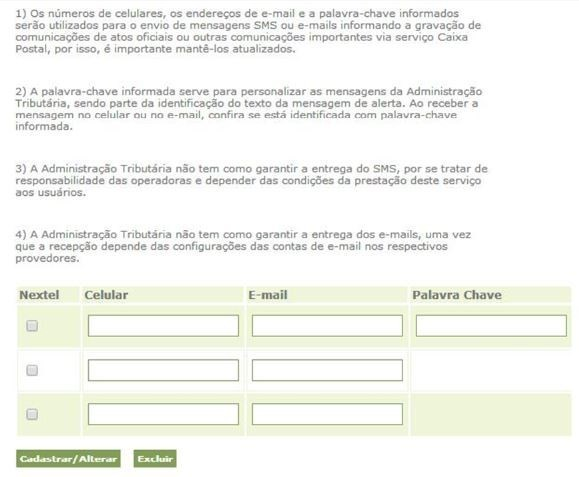 1) Os números de celulares, os endereços de e-mail e a palavra-chave informados
serão utilizados para o envio de mensagens SMS ou e-mails informando a gravação de
comunicações de atos oficiais ou outras comunicações importantes via serviço Caixa
Postal, por isso, é importante mantê-los atualizados.
2) A palavra-chave informada serve para personalizar as mensagens da Administração
Tributária, sendo parte da identificação do texto da mensagem de alerta. Ao receber a
mensagem no celular ou no e-mail, confira se está identificada com palavra-chave
informada.
3) A Administração Tributária não tem como garantir a entrega do SMS, por se tratar de
responsabilidade das operadoras e depender das condições da prestação deste serviço
aos usuários.
4) A Administração Tributária não tem como garantir a entrega dos e-mails, uma vez
que a recepção depende das configurações das contas de e-mail nos respectivos
provedores.
Nextel Celular E-mail Palavra Chave
Cadastrar/Alterar Excluir